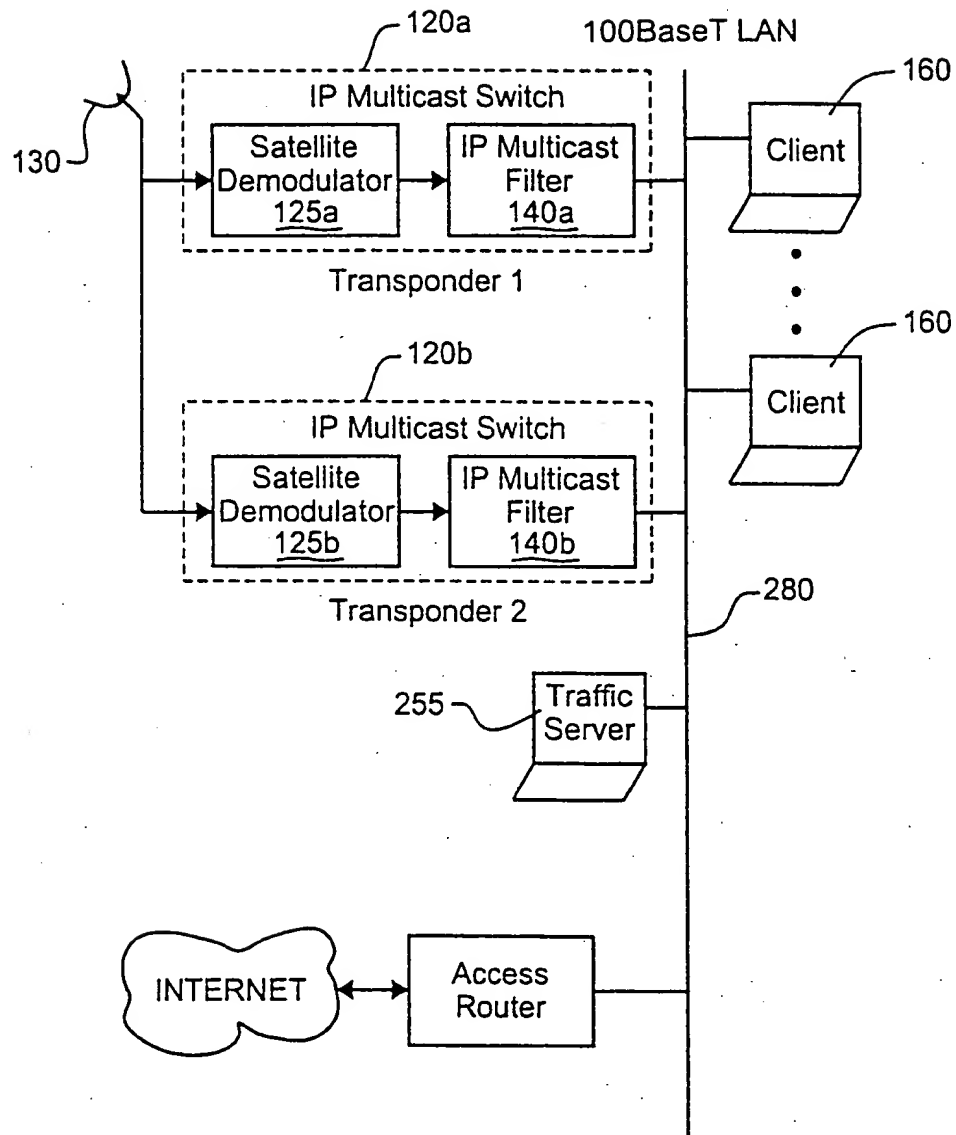 120a
100BaseT LAN
160
IP Multicast Switch
130
Satellite
Demodulator
125a
IP Multicast
Filter
140a
Client
Transponder 1
160
120b
Client
IP Multicast Switch
Satellite
Demodulator
125b
IP Multicast
Filter
140b
Transponder 2
280
255
Traffic
Server
INTERNET
Access
Router